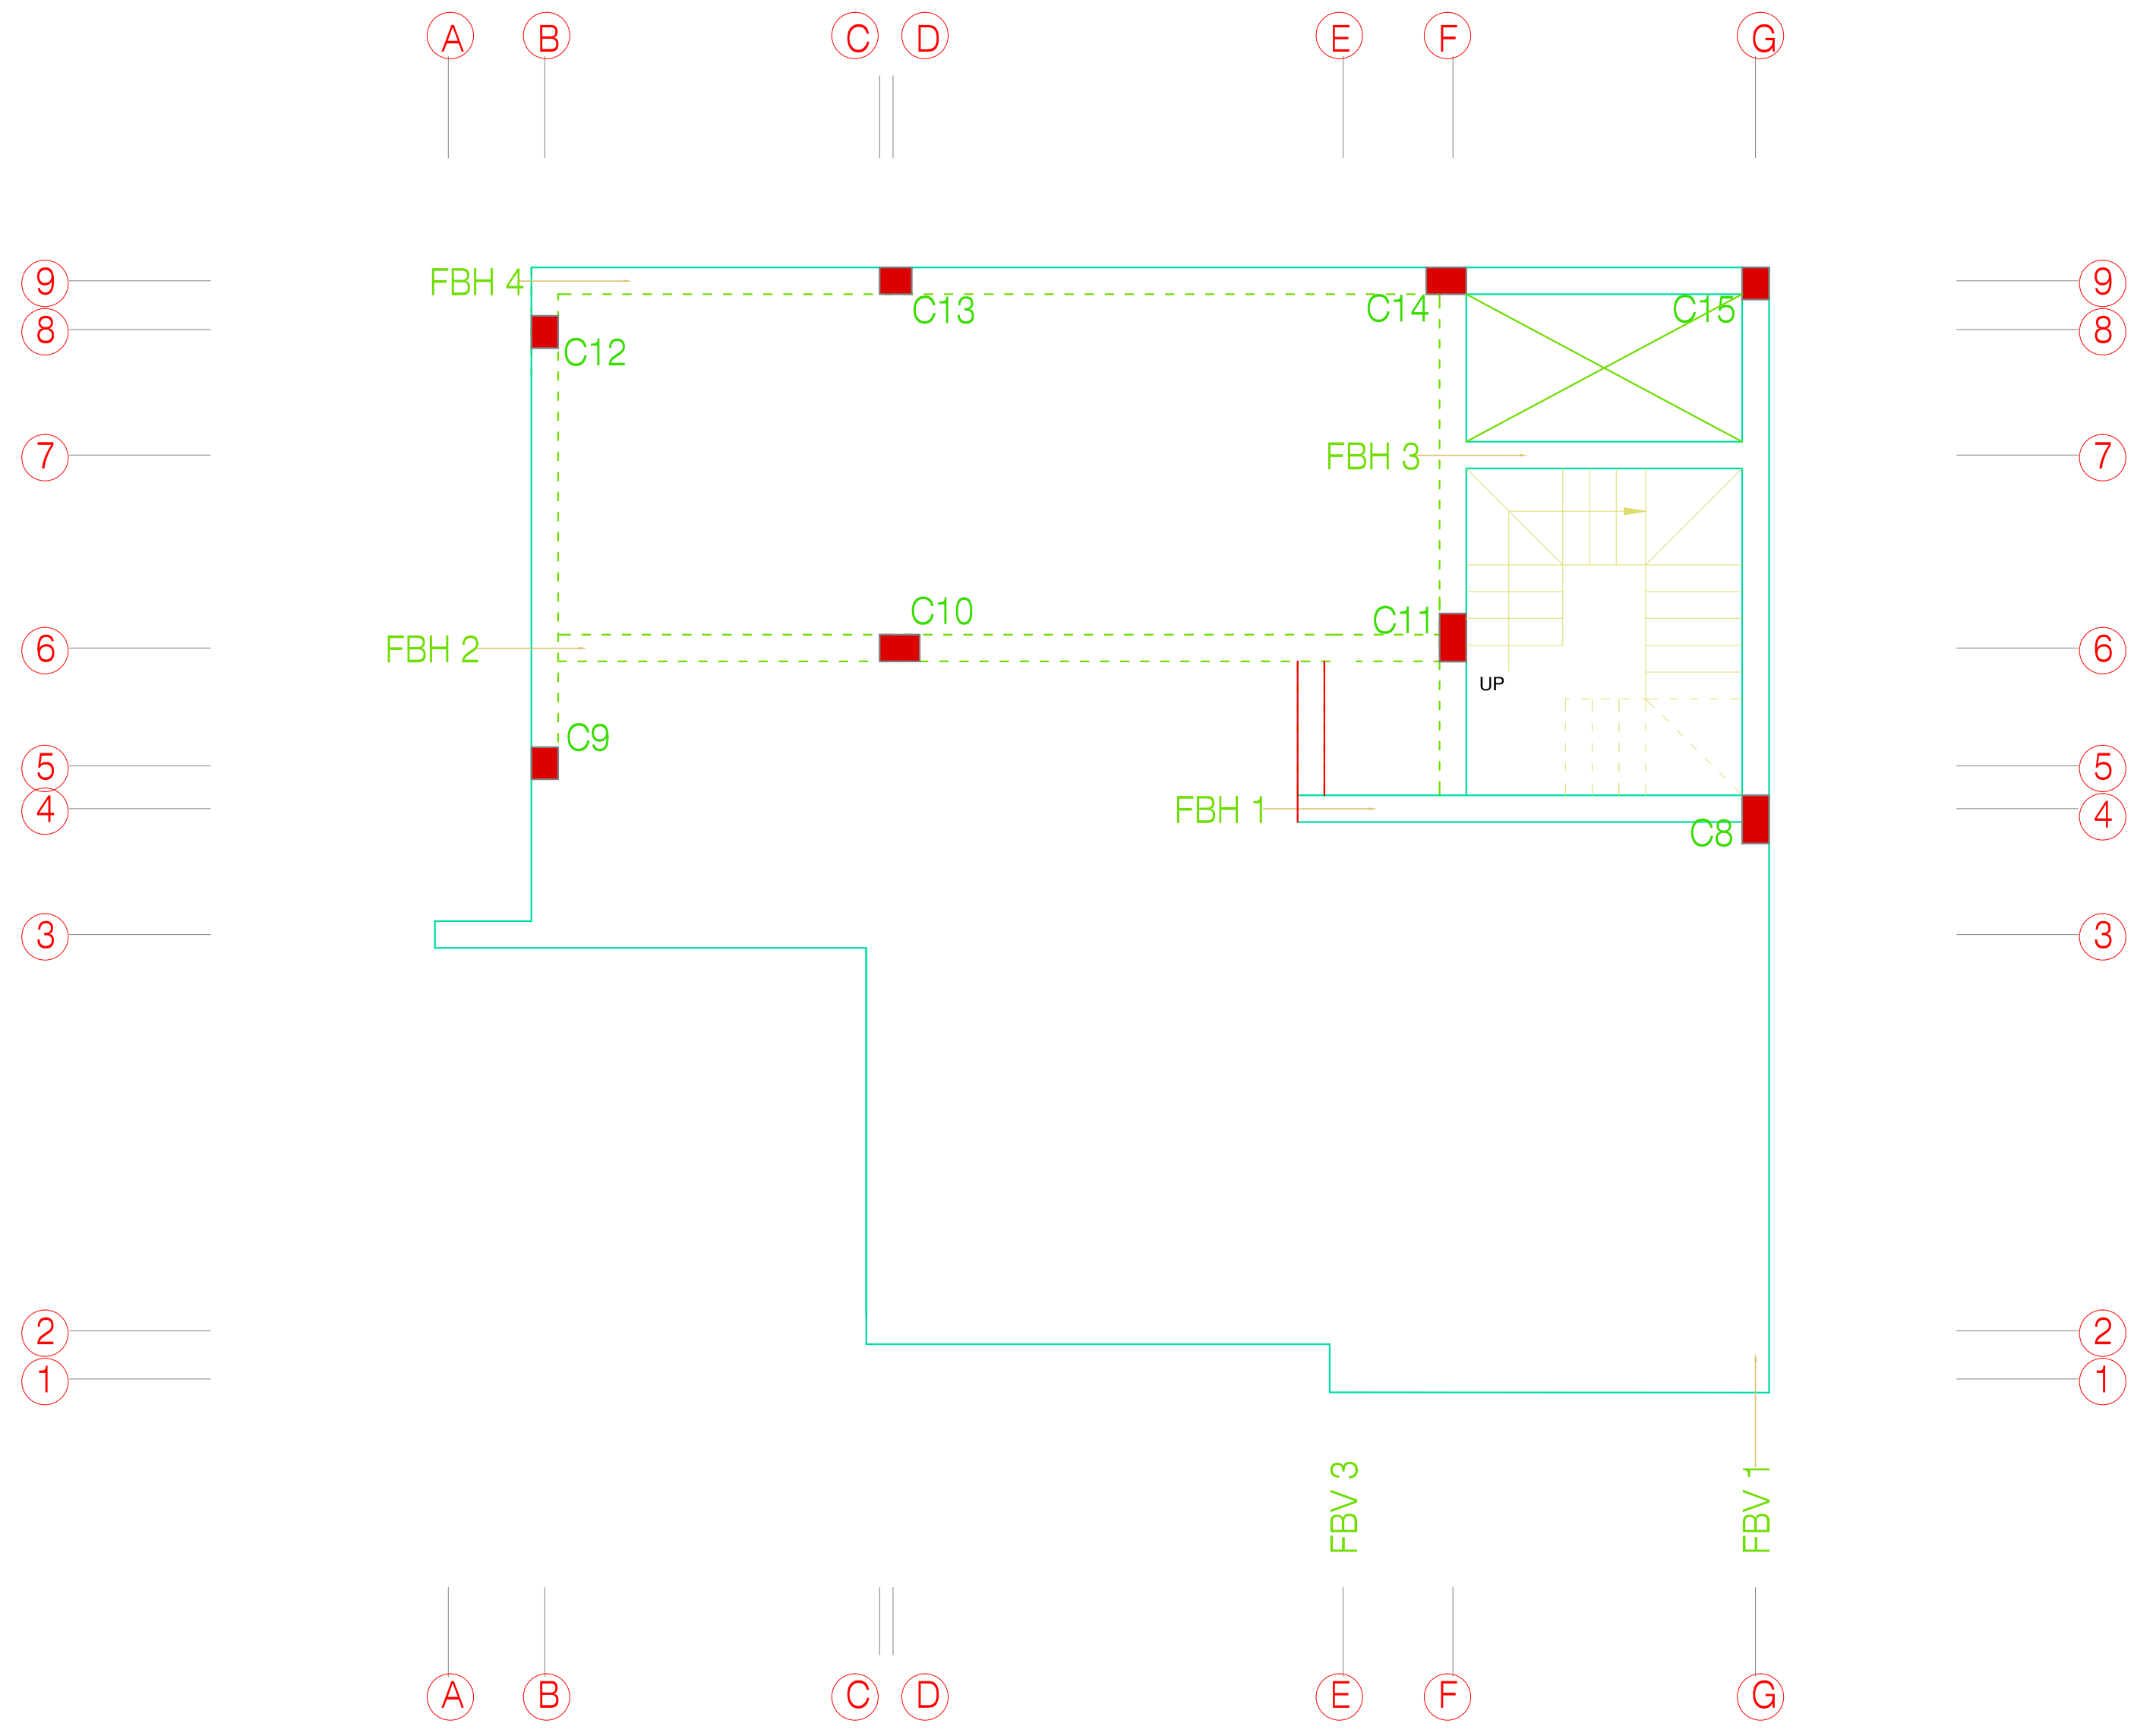 A B C D E F G
9 FBH 4 9
C13 C14 C15
8 8
C12
7 FBH 3 7
C10
C11
6 FBH 2 6
UP
C9
5 5
4 FBH 1 4
C8
3 3
2 2
1 1
FBV 3 FBV 1
A B C D E F G